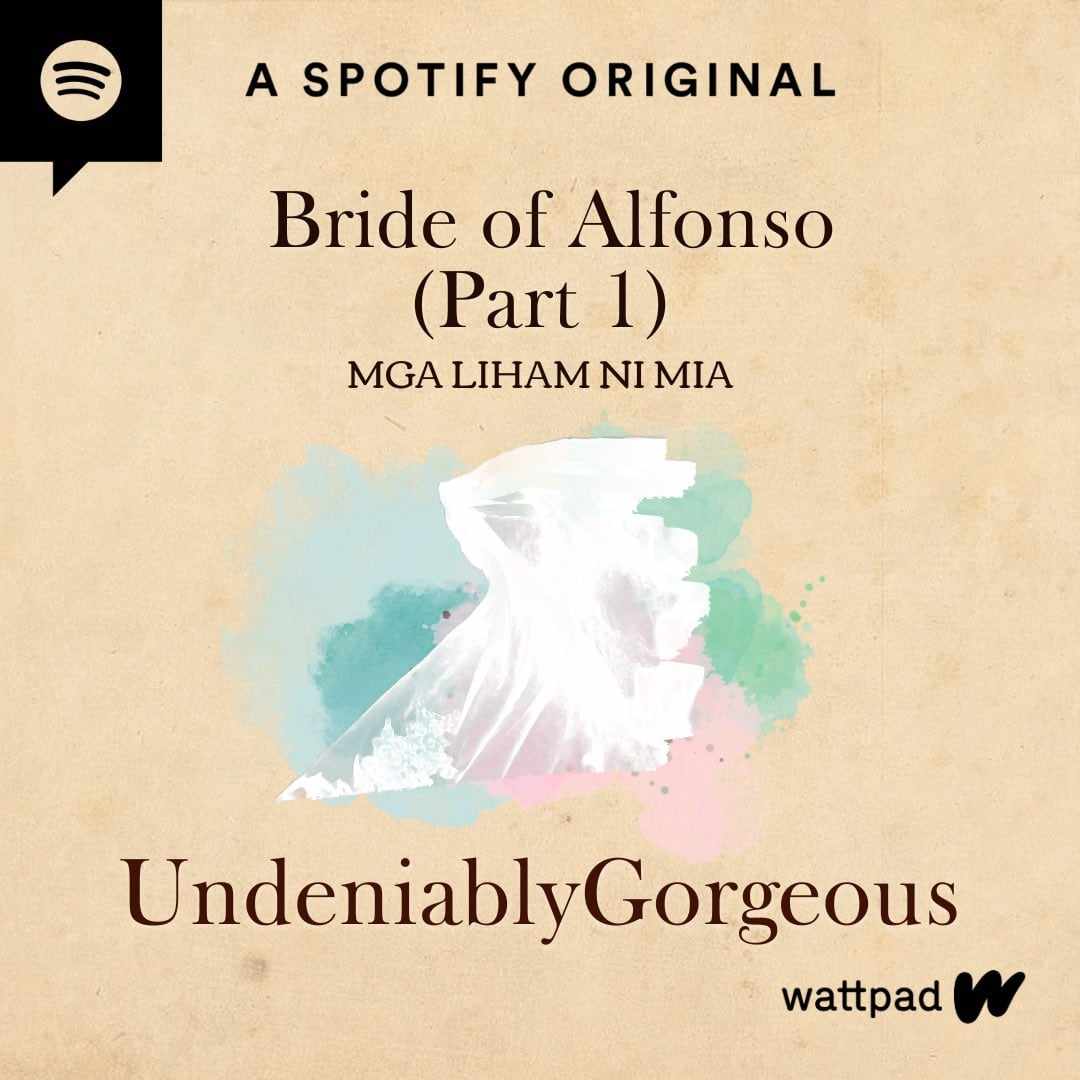 A SPOTIFY ORIGINAL
Bride of Alfonso
(Part 1)
MGA LIHAM NI MIA
UndeniablyGorgeous
wattpad